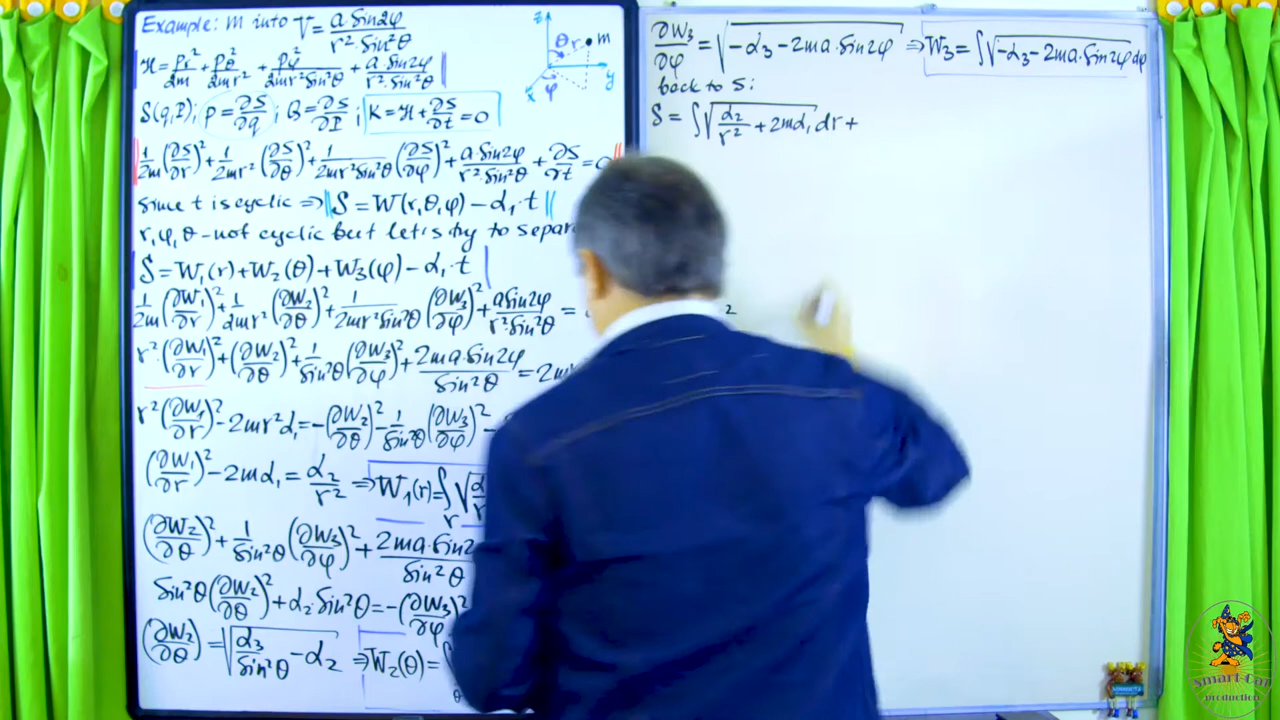 Example: m into V = a·Sin2φ / r²·Sin²θ
ℋ = pr²/2m + pθ²/2mr² + pφ²/2mr²Sin²θ + a·Sin2φ/r²·Sin²θ
z θ r m y x φ
S(q,P); p = ∂S/∂q; Q = ∂S/∂P; K = ℋ + ∂S/∂t = 0
1/2m (∂S/∂r)² + 1/2mr² (∂S/∂θ)² + 1/2mr²Sin²θ (∂S/∂φ)² + a·Sin2φ/r²·Sin²θ + ∂S/∂t = 0
Since t is cyclic ⇒ S = W(r,θ,φ) − α₁·t
r,φ,θ - not cyclic but let's try to
S = W₁(r) + W₂(θ) + W₃(φ) − α₁·t
1/2m (∂W₁/∂r)² + 1/2mr² (∂W₂/∂θ)² + 1/2mr²Sin²θ (∂W₃/∂φ)² + aSin2φ/r²·Sin²θ =
r² (∂W₁/∂r)² + (∂W₂/∂θ)² + 1/Sin²θ (∂W₃/∂φ)² + 2ma·Sin2φ/Sin²θ =
r² (∂W₁/∂r)² − 2mr²α₁ = −(∂W₂/∂θ)² − 1/Sin²θ (∂W₃/∂φ)² −
(∂W₁/∂r)² − 2mα₁ = α₂/r² ⇒ W₁(r) = ∫r √
(∂W₂/∂θ)² + 1/Sin²θ (∂W₃/∂φ)² + 2ma·Sin2/Sin²θ
Sin²θ (∂W₂/∂θ)² + α₂·Sin²θ = −(∂W₃/∂φ)²
(∂W₂/∂θ) = √(α₃/Sin²θ − α₂) ⇒ W₂(θ) =
∂W₃/∂φ = √(−α₃ − 2ma·Sin2φ) ⇒ W₃ = ∫√(−α₃ − 2ma·Sin2φ) dφ
back to S:
S = ∫√(α₂/r² + 2mα₁) dr +
Smart Cat
production